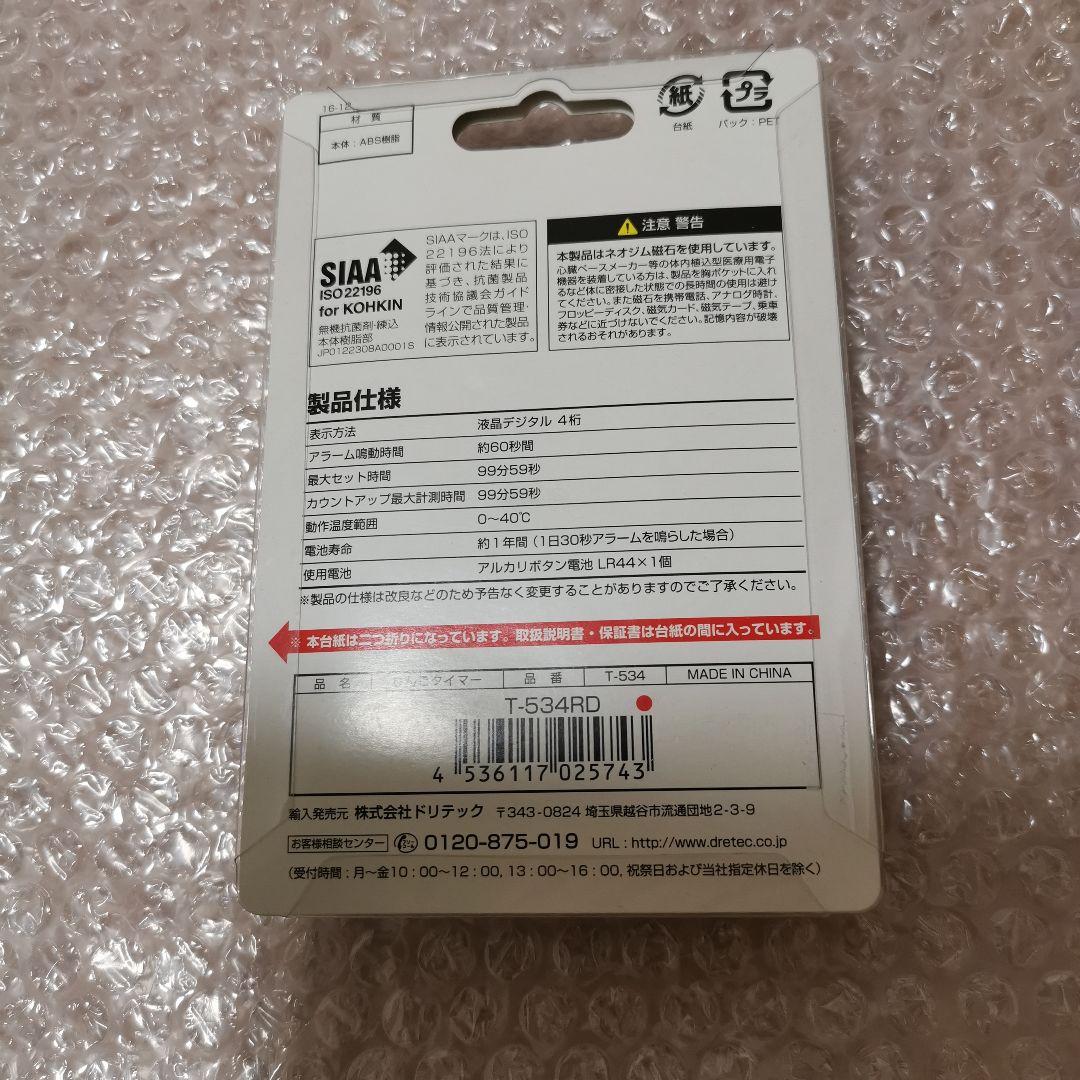 16-12
材 質
本体：ABS樹脂
紙
台紙
プラ
パック：PET
SIAA
ISO 22196
for KOHKIN
無機抗菌剤・練込
本体樹脂部
JP0122308A0001S
SIAAマークは、ISO
22196法により
評価された結果に
基づき、抗菌製品
技術協議会ガイド
ラインで品質管理・
情報公開された製品
に表示されています。
注意 警告
本製品はネオジム磁石を使用しています。
心臓ペースメーカー等の体内植込型医療用電子
機器を装着している方は、製品を胸ポケットに入れ
るなど体に密接した状態での長時間の使用は避け
てください。また磁石を携帯電話、アナログ時計、
フロッピーディスク、磁気カード、磁気テープ、乗車
券などに近づけないでください。記憶内容が破壊
されるおそれがあります。
製品仕様
表示方法 液晶デジタル 4桁
アラーム鳴動時間 約60秒間
最大セット時間 99分59秒
カウントアップ最大計測時間 99分59秒
動作温度範囲 0～40℃
電池寿命 約1年間（1日30秒アラームを鳴らした場合）
使用電池 アルカリボタン電池 LR44×1個
※製品の仕様は改良などのため予告なく変更することがありますのでご了承ください。
※ 本台紙は二つ折りになっています。取扱説明書・保証書は台紙の間に入っています。
品 名 だんごタイマー 品 番 T-534 MADE IN CHINA
T-534RD
4 536117 025743
輸入発売元 株式会社ドリテック 〒343-0824 埼玉県越谷市流通団地2-3-9
お客様相談センター 0120-875-019 URL：http://www.dretec.co.jp
（受付時間：月～金10：00～12：00, 13：00～16：00, 祝祭日および当社指定休日を除く）